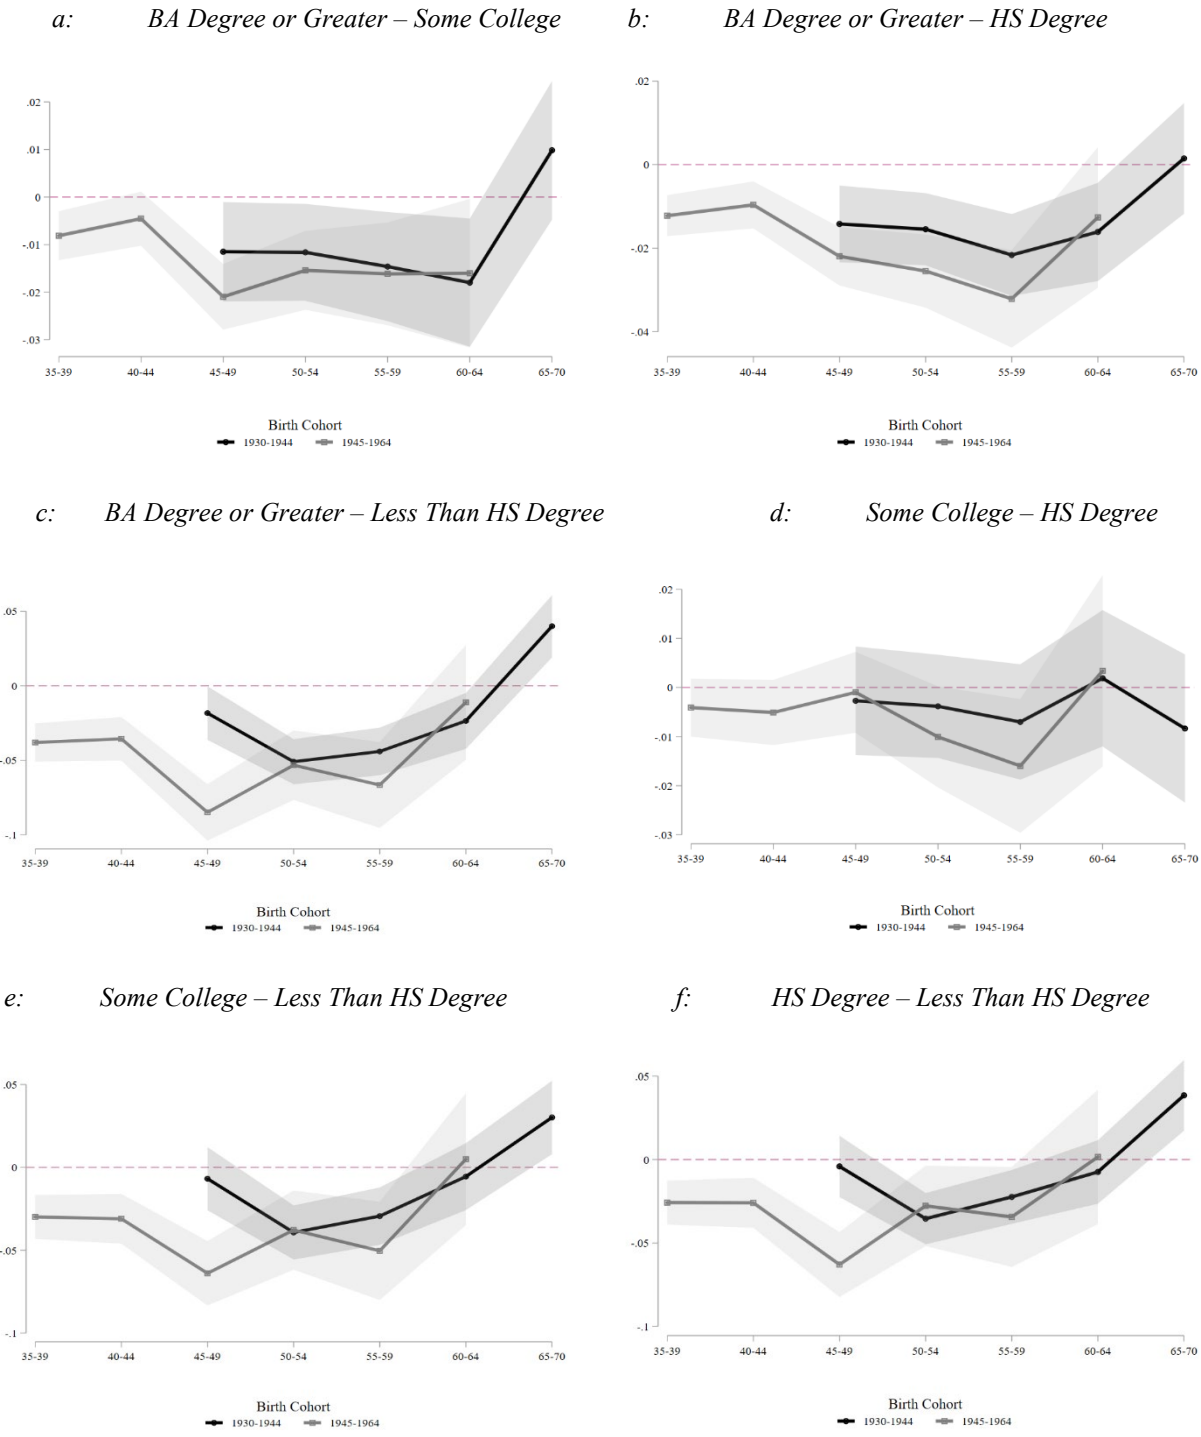 a: BA Degree or Greater – Some College
b: BA Degree or Greater – HS Degree
.02
.01
0
-.01
-.02
-.03
35-39 40-44 45-49 50-54 55-59 60-64 65-70
Birth Cohort
1930-1944 1945-1964
.02
0
-.02
-.04
35-39 40-44 45-49 50-54 55-59 60-64 65-70
Birth Cohort
1930-1944 1945-1964
c: BA Degree or Greater – Less Than HS Degree
d: Some College – HS Degree
.05
0
-.05
-.1
35-39 40-44 45-49 50-54 55-59 60-64 65-70
Birth Cohort
1930-1944 1945-1964
.02
.01
0
-.01
-.02
-.03
35-39 40-44 45-49 50-54 55-59 60-64 65-70
Birth Cohort
1930-1944 1945-1964
e: Some College – Less Than HS Degree
f: HS Degree – Less Than HS Degree
.05
0
-.05
-.1
35-39 40-44 45-49 50-54 55-59 60-64 65-70
Birth Cohort
1930-1944 1945-1964
.05
0
-.05
-.1
35-39 40-44 45-49 50-54 55-59 60-64 65-70
Birth Cohort
1930-1944 1945-1964